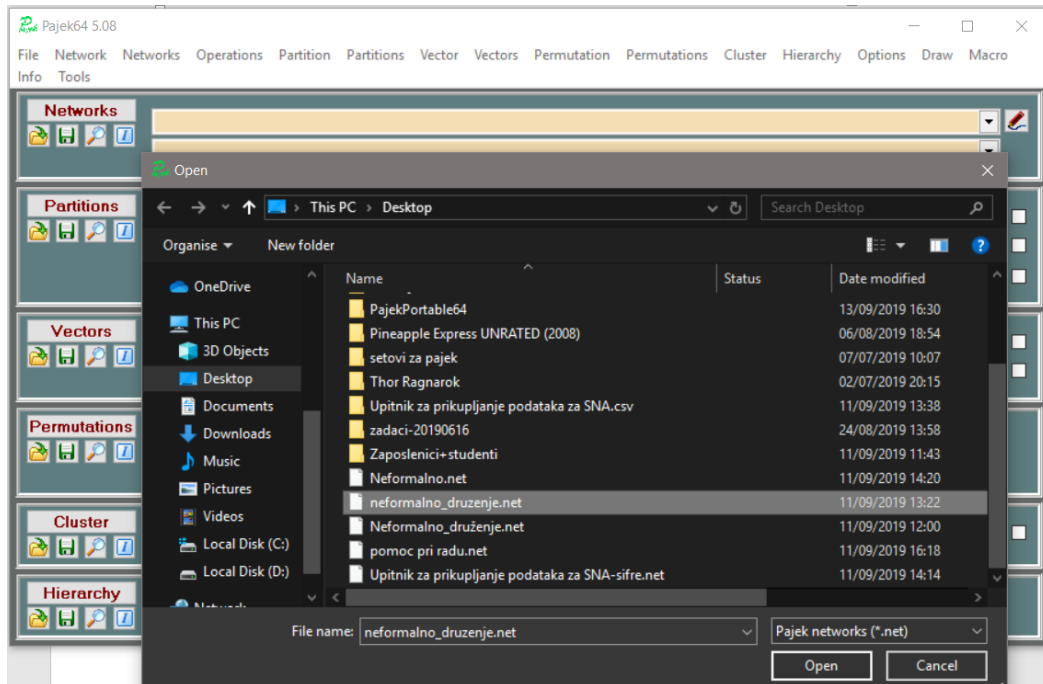 Pajek64 5.08
File Network Networks Operations Partition Partitions Vector Vectors Permutation Permutations Cluster Hierarchy Options Draw Macro
Info Tools
Networks
Open
Partitions
This PC › Desktop
Search Desktop
Organise New folder
Name Status Date modified
OneDrive
PajekPortable64 13/09/2019 16:30
This PC
Vectors
Pineapple Express UNRATED (2008) 06/08/2019 18:54
3D Objects
setovi za pajek 07/07/2019 10:07
Desktop
Thor Ragnarok 02/07/2019 20:15
Documents
Upitnik za prikupljanje podataka za SNA.csv 11/09/2019 13:38
Permutations
Downloads
zadaci-20190616 24/08/2019 13:58
Music
Zaposlenici+studenti 11/09/2019 11:43
Pictures
Neformalno.net 11/09/2019 14:20
neformalno_druzenje.net 11/09/2019 13:22
Cluster
Videos
Neformalno_druženje.net 11/09/2019 12:00
Local Disk (C:)
pomoc pri radu.net 11/09/2019 16:18
Local Disk (D:)
Upitnik za prikupljanje podataka za SNA-sifre.net 11/09/2019 14:14
Hierarchy
File name: neformalno_druzenje.net Pajek networks (*.net)
Open Cancel